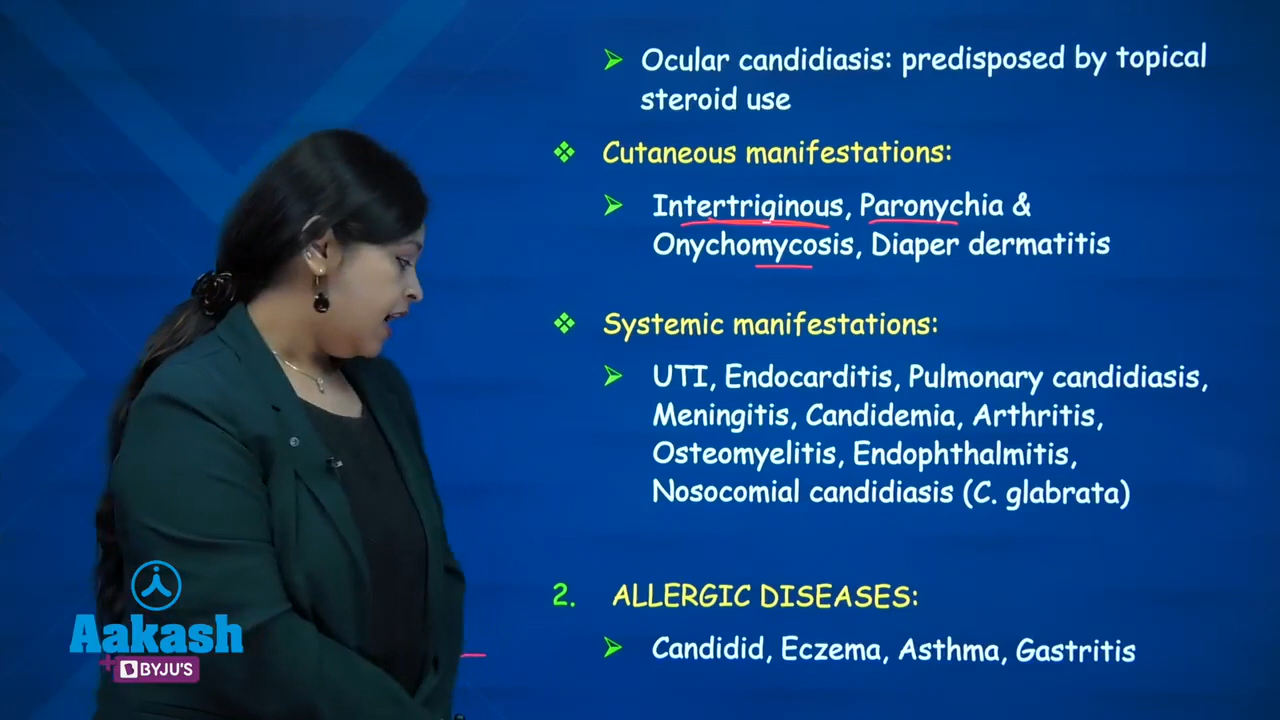 Ocular candidiasis: predisposed by topical
steroid use
Cutaneous manifestations:
Intertriginous, Paronychia &
Onychomycosis, Diaper dermatitis
Systemic manifestations:
UTI, Endocarditis, Pulmonary candidiasis,
Meningitis, Candidemia, Arthritis,
Osteomyelitis, Endophthalmitis,
Nosocomial candidiasis (C. glabrata)
2. ALLERGIC DISEASES:
Candidid, Eczema, Asthma, Gastritis
Aakash
+ BYJU'S